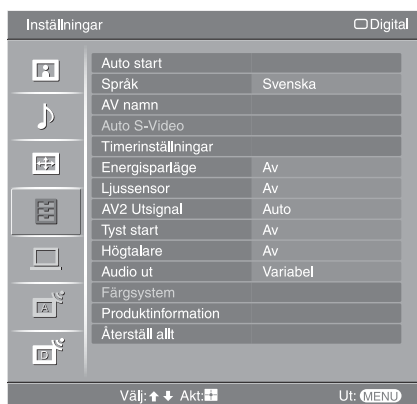 Inställningar Digital
Auto start
Språk Svenska
AV namn
Auto S-Video
Timerinställningar
Energisparläge Av
Ljussensor Av
AV2 Utsignal Auto
Tyst start Av
Högtalare Av
Audio ut Variabel
Färgsystem
Produktinformation
Återställ allt
A
D
Välj: Akt: Ut: MENU